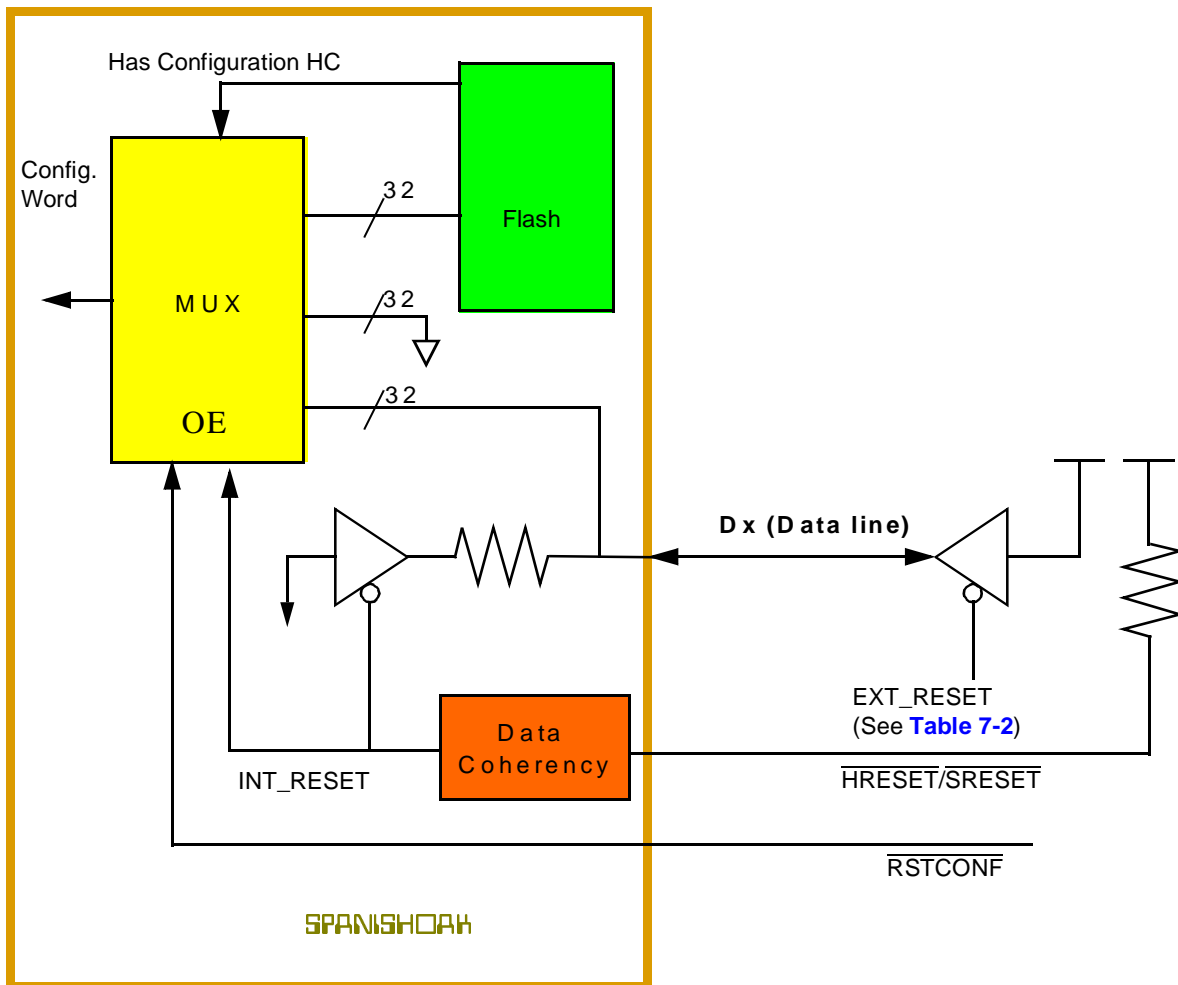 Has Configuration HC
Config.
Word
32
Flash
MUX
32
32
OE
Dx (Data line)
EXT_RESET
(See Table 7-2)
Data
Coherency
INT_RESET
HRESET/SRESET
RSTCONF
SPANISHOAK